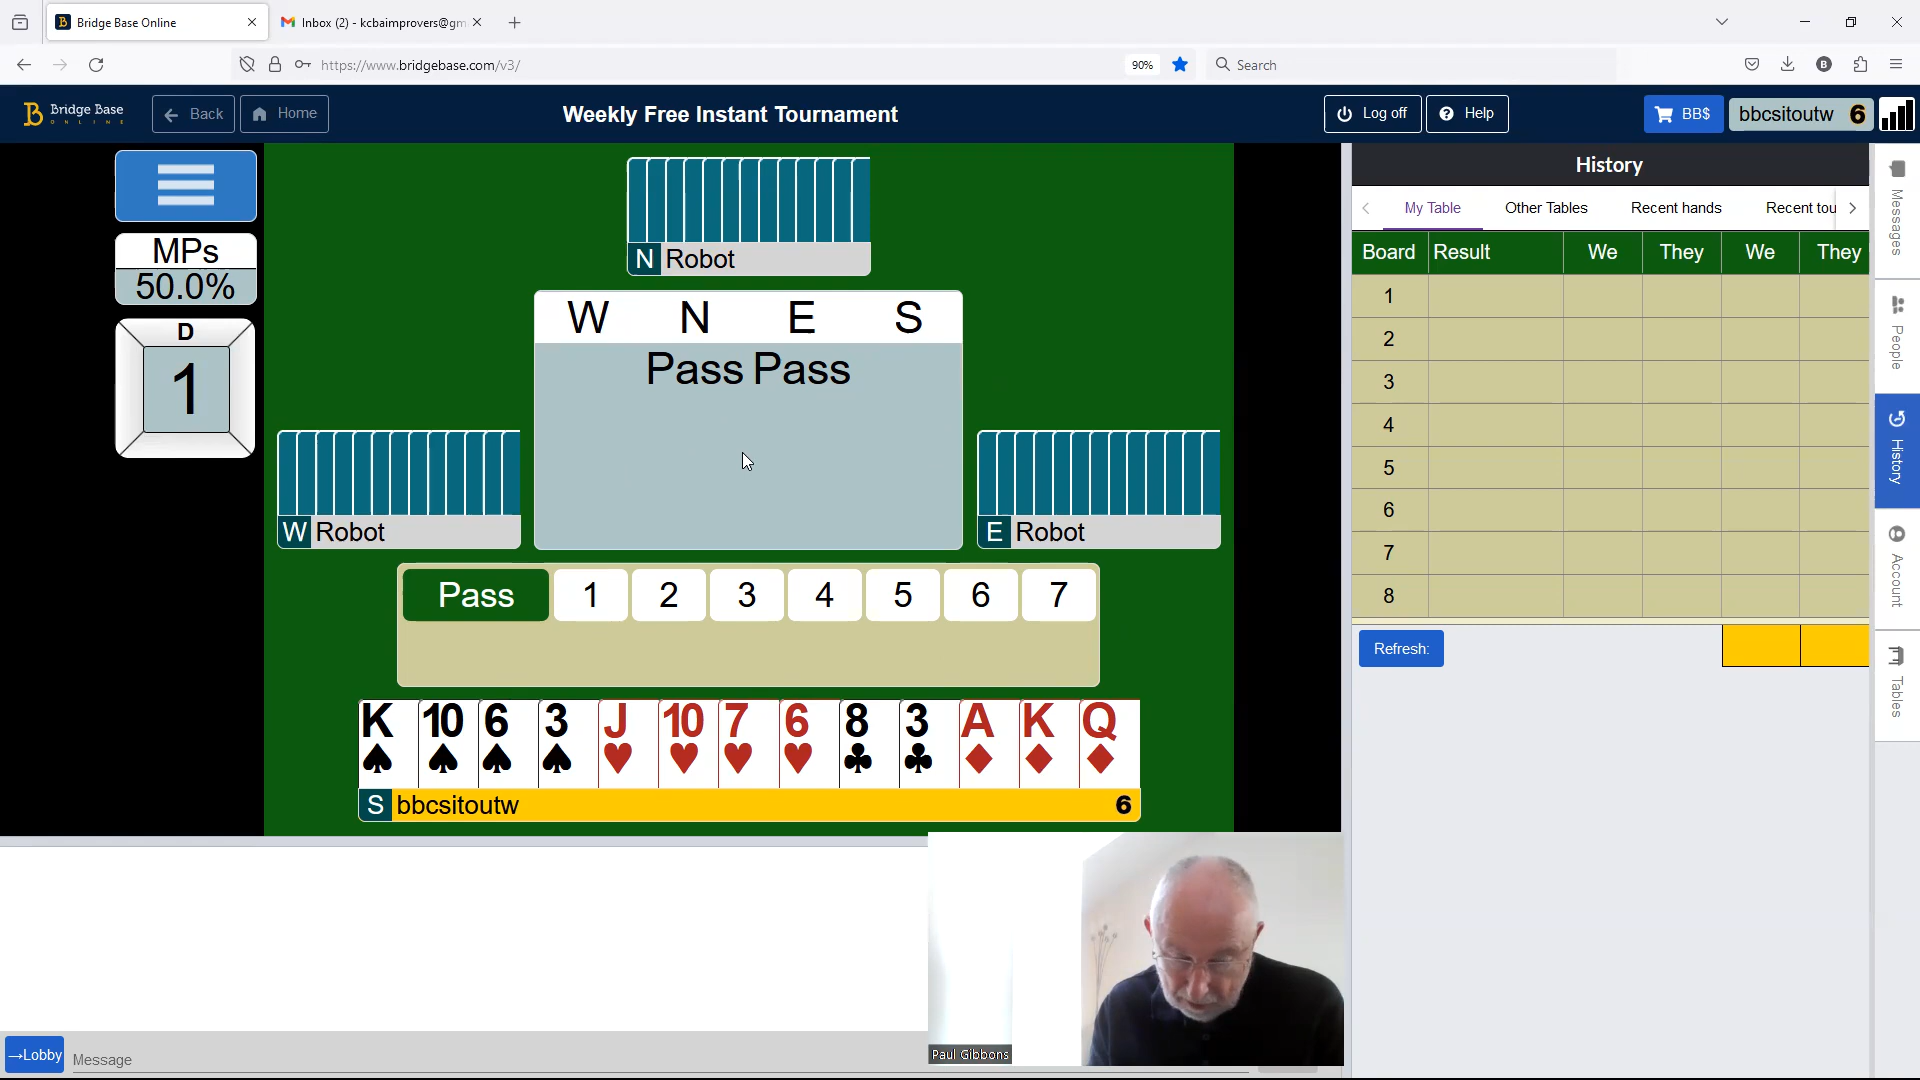 Bridge Base Online
Inbox (2) - kcbaimprovers@gm
https://www.bridgebase.com/v3/
90%
Search
Bridge Base
ONLINE
Back
Home
Weekly Free Instant Tournament
Log off
Help
BB$
bbcsitoutw 6
MPs
50.0%
D
1
N Robot
W N E S
Pass Pass
W Robot
E Robot
Pass 1 2 3 4 5 6 7
K 10 6 3 J 10 7 6 8 3 A K Q
S bbcsitoutw 6
History
My Table
Other Tables
Recent hands
Recent tou
Board Result We They We They
1
2
3
4
5
6
7
8
Refresh:
Messages
People
History
Account
Tables
Paul Gibbons
→Lobby
Message